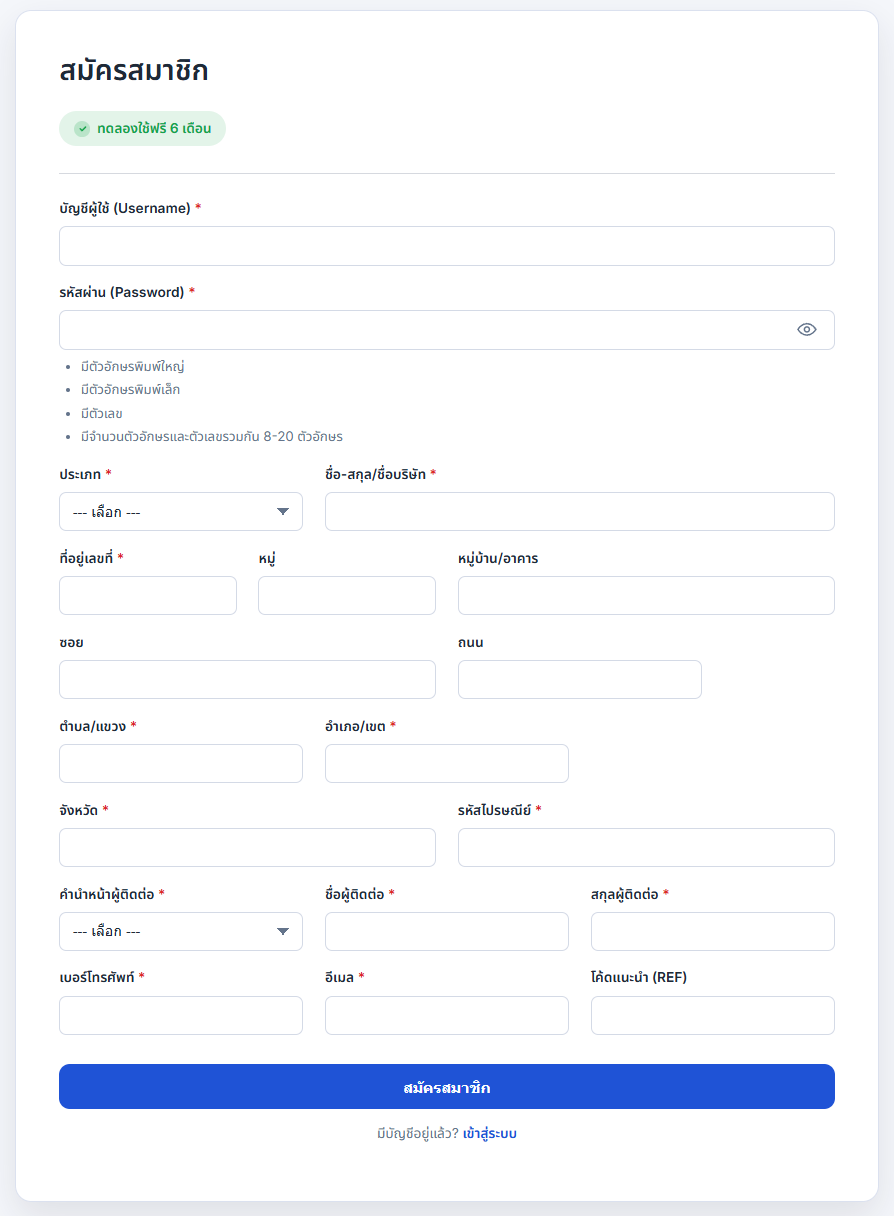 สมัครสมาชิก
ทดลองใช้ฟรี 6 เดือน
บัญชีผู้ใช้ (Username) *
รหัสผ่าน (Password) *
• มีตัวอักษรพิมพ์ใหญ่
• มีตัวอักษรพิมพ์เล็ก
• มีตัวเลข
• มีจำนวนตัวอักษรและตัวเลขรวมกัน 8-20 ตัวอักษร
ประเภท * ชื่อ-สกุล/ชื่อบริษัท *
--- เลือก ---
ที่อยู่เลขที่ * หมู่ หมู่บ้าน/อาคาร
ซอย ถนน
ตำบล/แขวง * อำเภอ/เขต *
จังหวัด * รหัสไปรษณีย์ *
คำนำหน้าผู้ติดต่อ * ชื่อผู้ติดต่อ * สกุลผู้ติดต่อ *
--- เลือก ---
เบอร์โทรศัพท์ * อีเมล * โค้ดแนะนำ (REF)
สมัครสมาชิก
มีบัญชีอยู่แล้ว? เข้าสู่ระบบ